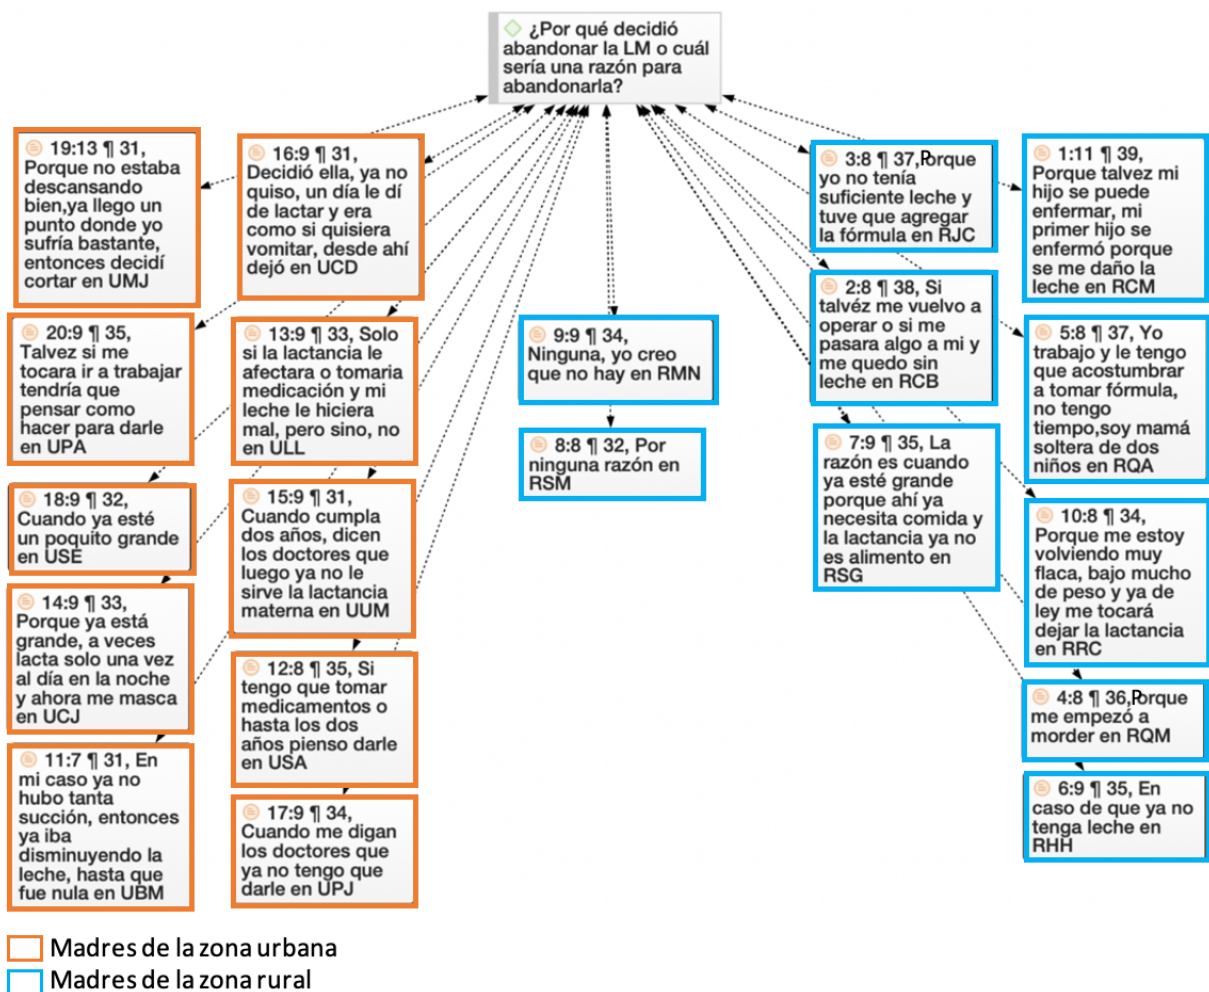 ¿Por qué decidió
abandonar la LM o cuál
sería una razón para
abandonarla?
19:13 ¶ 31,
Porque no estaba
descansando
bien,ya llego un
punto donde yo
sufría bastante,
entonces decidí
cortar en UMJ
20:9 ¶ 35,
Talvez si me
tocara ir a trabajar
tendría que
pensar como
hacer para darle
en UPA
18:9 ¶ 32,
Cuando ya esté
un poquito grande
en USE
14:9 ¶ 33,
Porque ya está
grande, a veces
lacta solo una vez
al día en la noche
y ahora me masca
en UCJ
11:7 ¶ 31, En
mi caso ya no
hubo tanta
succión, entonces
ya iba
disminuyendo la
leche, hasta que
fue nula en UBM
16:9 ¶ 31,
Decidió ella, ya no
quiso, un día le dí
de lactar y era
como si quisiera
vomitar, desde ahí
dejó en UCD
13:9 ¶ 33, Solo
si la lactancia le
afectara o tomaria
medicación y mi
leche le hiciera
mal, pero sino, no
en ULL
15:9 ¶ 31,
Cuando cumpla
dos años, dicen
los doctores que
luego ya no le
sirve la lactancia
materna en UUM
12:8 ¶ 35, Si
tengo que tomar
medicamentos o
hasta los dos
años pienso darle
en USA
17:9 ¶ 34,
Cuando me digan
los doctores que
ya no tengo que
darle en UPJ
9:9 ¶ 34,
Ninguna, yo creo
que no hay en RMN
8:8 ¶ 32, Por
ninguna razón en
RSM
3:8 ¶ 37,Porque
yo no tenía
suficiente leche y
tuve que agregar
la fórmula en RJC
2:8 ¶ 38, Si
talvéz me vuelvo a
operar o si me
pasara algo a mi y
me quedo sin
leche en RCB
7:9 ¶ 35, La
razón es cuando
ya esté grande
porque ahí ya
necesita comida y
la lactancia ya no
es alimento en
RSG
1:11 ¶ 39,
Porque talvez mi
hijo se puede
enfermar, mi
primer hijo se
enfermó porque
se me daño la
leche en RCM
5:8 ¶ 37, Yo
trabajo y le tengo
que acostumbrar
a tomar fórmula,
no tengo
tiempo,soy mamá
soltera de dos
niños en RQA
10:8 ¶ 34,
Porque me estoy
volviendo muy
flaca, bajo mucho
de peso y ya de
ley me tocará
dejar la lactancia
en RRC
4:8 ¶ 36,Porque
me empezó a
morder en RQM
6:9 ¶ 35, En
caso de que ya no
tenga leche en
RHH
Madres de la zona urbana
Madres de la zona rural